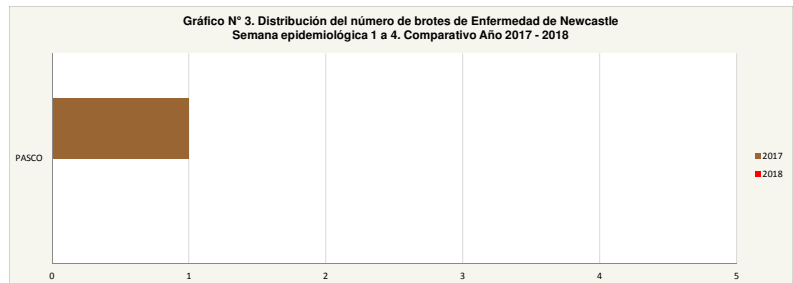 Gráfico N° 3. Distribución del número de brotes de Enfermedad de Newcastle
Semana epidemiológica 1 a 4. Comparativo Año 2017 - 2018
PASCO
2017
2018
0 1 2 3 4 5